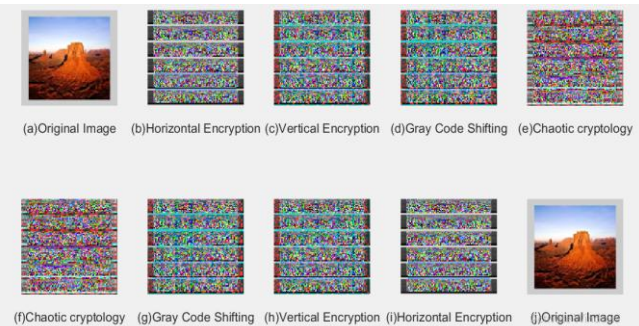 (a)Original Image (b)Horizontal Encryption (c)Vertical Encryption (d)Gray Code Shifting (e)Chaotic cryptology
(f)Chaotic cryptology (g)Gray Code Shifting (h)Vertical Encryption (i)Horizontal Encryption (j)Original Image